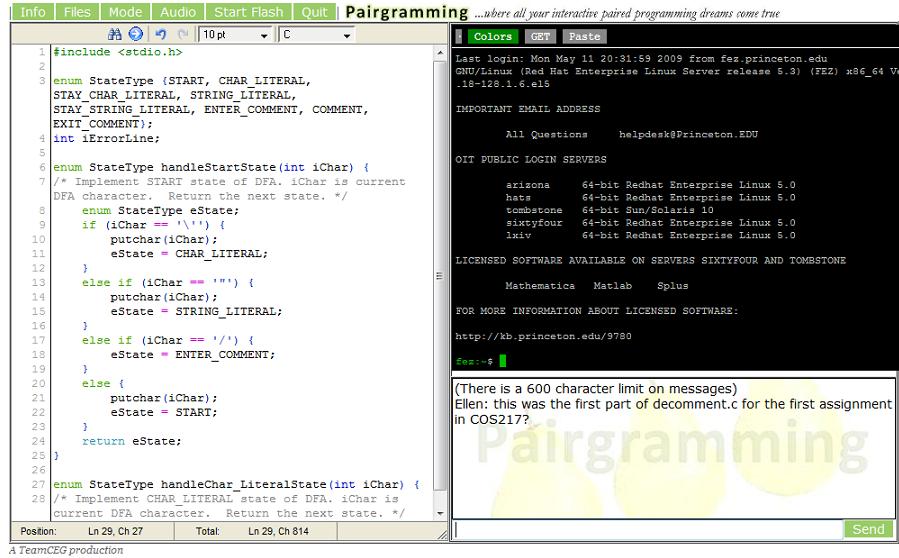 Info Files Mode Audio Start Flash Quit Pairgramming ...where all your interactive paired programming dreams come true
10 pt C
1 #include <stdio.h>
2
3 enum StateType {START, CHAR_LITERAL,
STAY_CHAR_LITERAL, STRING_LITERAL,
STAY_STRING_LITERAL, ENTER_COMMENT, COMMENT,
EXIT_COMMENT};
4 int iErrorLine;
5
6 enum StateType handleStartState(int iChar) {
7 /* Implement START state of DFA. iChar is current
DFA character.  Return the next state. */
8     enum StateType eState;
9     if (iChar == '\'') {
10         putchar(iChar);
11         eState = CHAR_LITERAL;
12     }
13     else if (iChar == '"') {
14         putchar(iChar);
15         eState = STRING_LITERAL;
16     }
17     else if (iChar == '/') {
18         eState = ENTER_COMMENT;
19     }
20     else {
21         putchar(iChar);
22         eState = START;
23     }
24     return eState;
25 }
26
27 enum StateType handleChar_LiteralState(int iChar) {
28 /* Implement CHAR_LITERAL state of DFA. iChar is
current DFA character.  Return the next state. */
Position: Ln 29, Ch 27 Total: Ln 29, Ch 814
Colors GET Paste
Last login: Mon May 11 20:31:59 2009 from fez.princeton.edu
GNU/Linux (Red Hat Enterprise Linux Server release 5.3) (FEZ) x86_64 Ve
.18-128.1.6.el5
IMPORTANT EMAIL ADDRESS
All Questions helpdesk@Princeton.EDU
OIT PUBLIC LOGIN SERVERS
arizona 64-bit Redhat Enterprise Linux 5.0
hats 64-bit Redhat Enterprise Linux 5.0
tombstone 64-bit Sun/Solaris 10
sixtyfour 64-bit Redhat Enterprise Linux 5.0
lxiv 64-bit Redhat Enterprise Linux 5.0
LICENSED SOFTWARE AVAILABLE ON SERVERS SIXTYFOUR AND TOMBSTONE
Mathematica Matlab Splus
FOR MORE INFORMATION ABOUT LICENSED SOFTWARE:
http://kb.princeton.edu/9780
fez:~$
(There is a 600 character limit on messages)
Ellen: this was the first part of decomment.c for the first assignment
in COS217?
Pairgramming
Send
A TeamCEG production